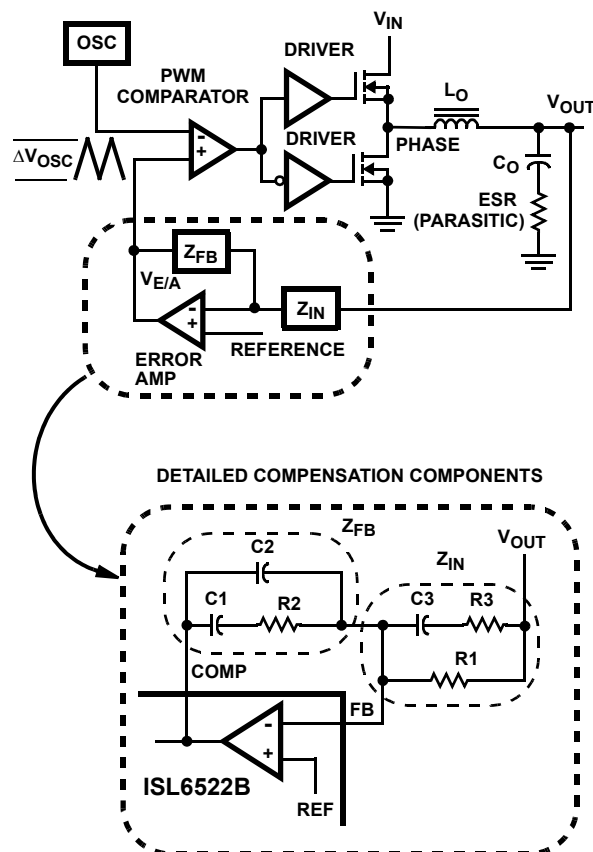 V_IN
OSC
DRIVER
PWM
COMPARATOR
L_O
V_OUT
DRIVER
ΔV_OSC
-
+
PHASE
C_O
ESR
(PARASITIC)
Z_FB
V_E/A
-
+
Z_IN
REFERENCE
ERROR
AMP
DETAILED COMPENSATION COMPONENTS
Z_FB
V_OUT
C2
Z_IN
C1
R2
C3
R3
R1
COMP
FB
-
+
ISL6522B
REF